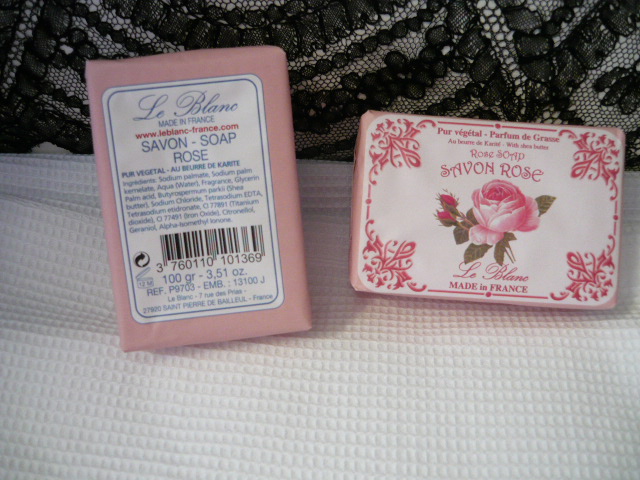 Le Blanc
MADE IN FRANCE
www.leblanc-france.com
SAVON - SOAP
ROSE
PUR VEGETAL - AU BEURRE DE KARITE
Ingredients: Sodium palmate, Sodium palm
kernelate, Aqua (Water), Fragrance, Glycerin
Palm acid, Butyrospermum parkii (Shea
butter), Sodium Chloride, Tetrasodium EDTA,
Tetrasodium etidronate, CI 77891 (Titanium
dioxide), CI 77491 (Iron Oxide), Citronellol,
Geraniol, Alpha-Isomethyl Ionone.
3 760110 101369
12 M
100 gr - 3,51 oz.
REF. P9703 - EMB. : 13100 J
Le Blanc - 7 rue des Prés -
27920 SAINT PIERRE DE BAILLEUL - France
Pur végétal - Parfum de Grasse
Au beurre de Karité - With shea butter
ROSE SOAP
SAVON ROSE
Le Blanc
MADE in FRANCE